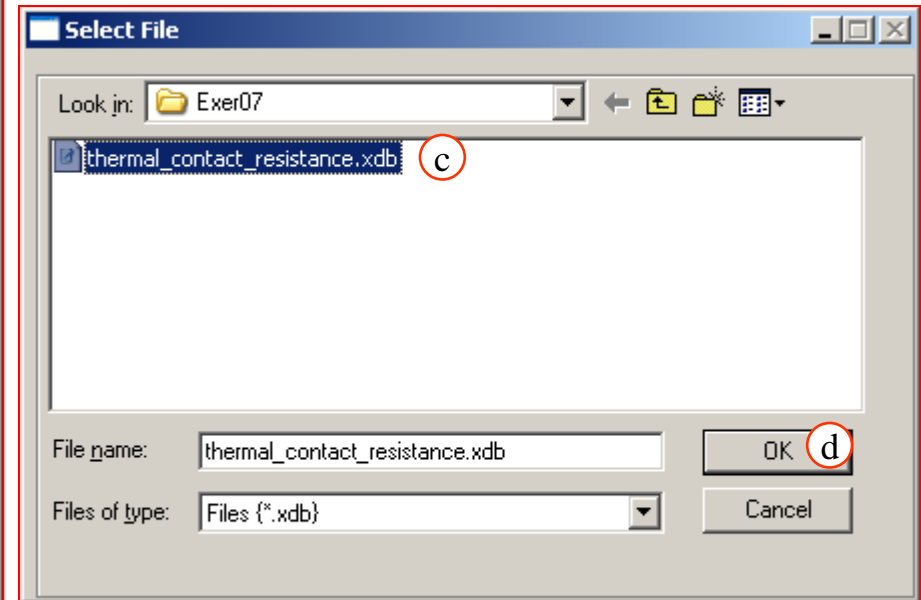 Select File
Look in: Exer07
thermal_contact_resistance.xdb c
File name: thermal_contact_resistance.xdb OK d
Files of type: Files {*.xdb} Cancel